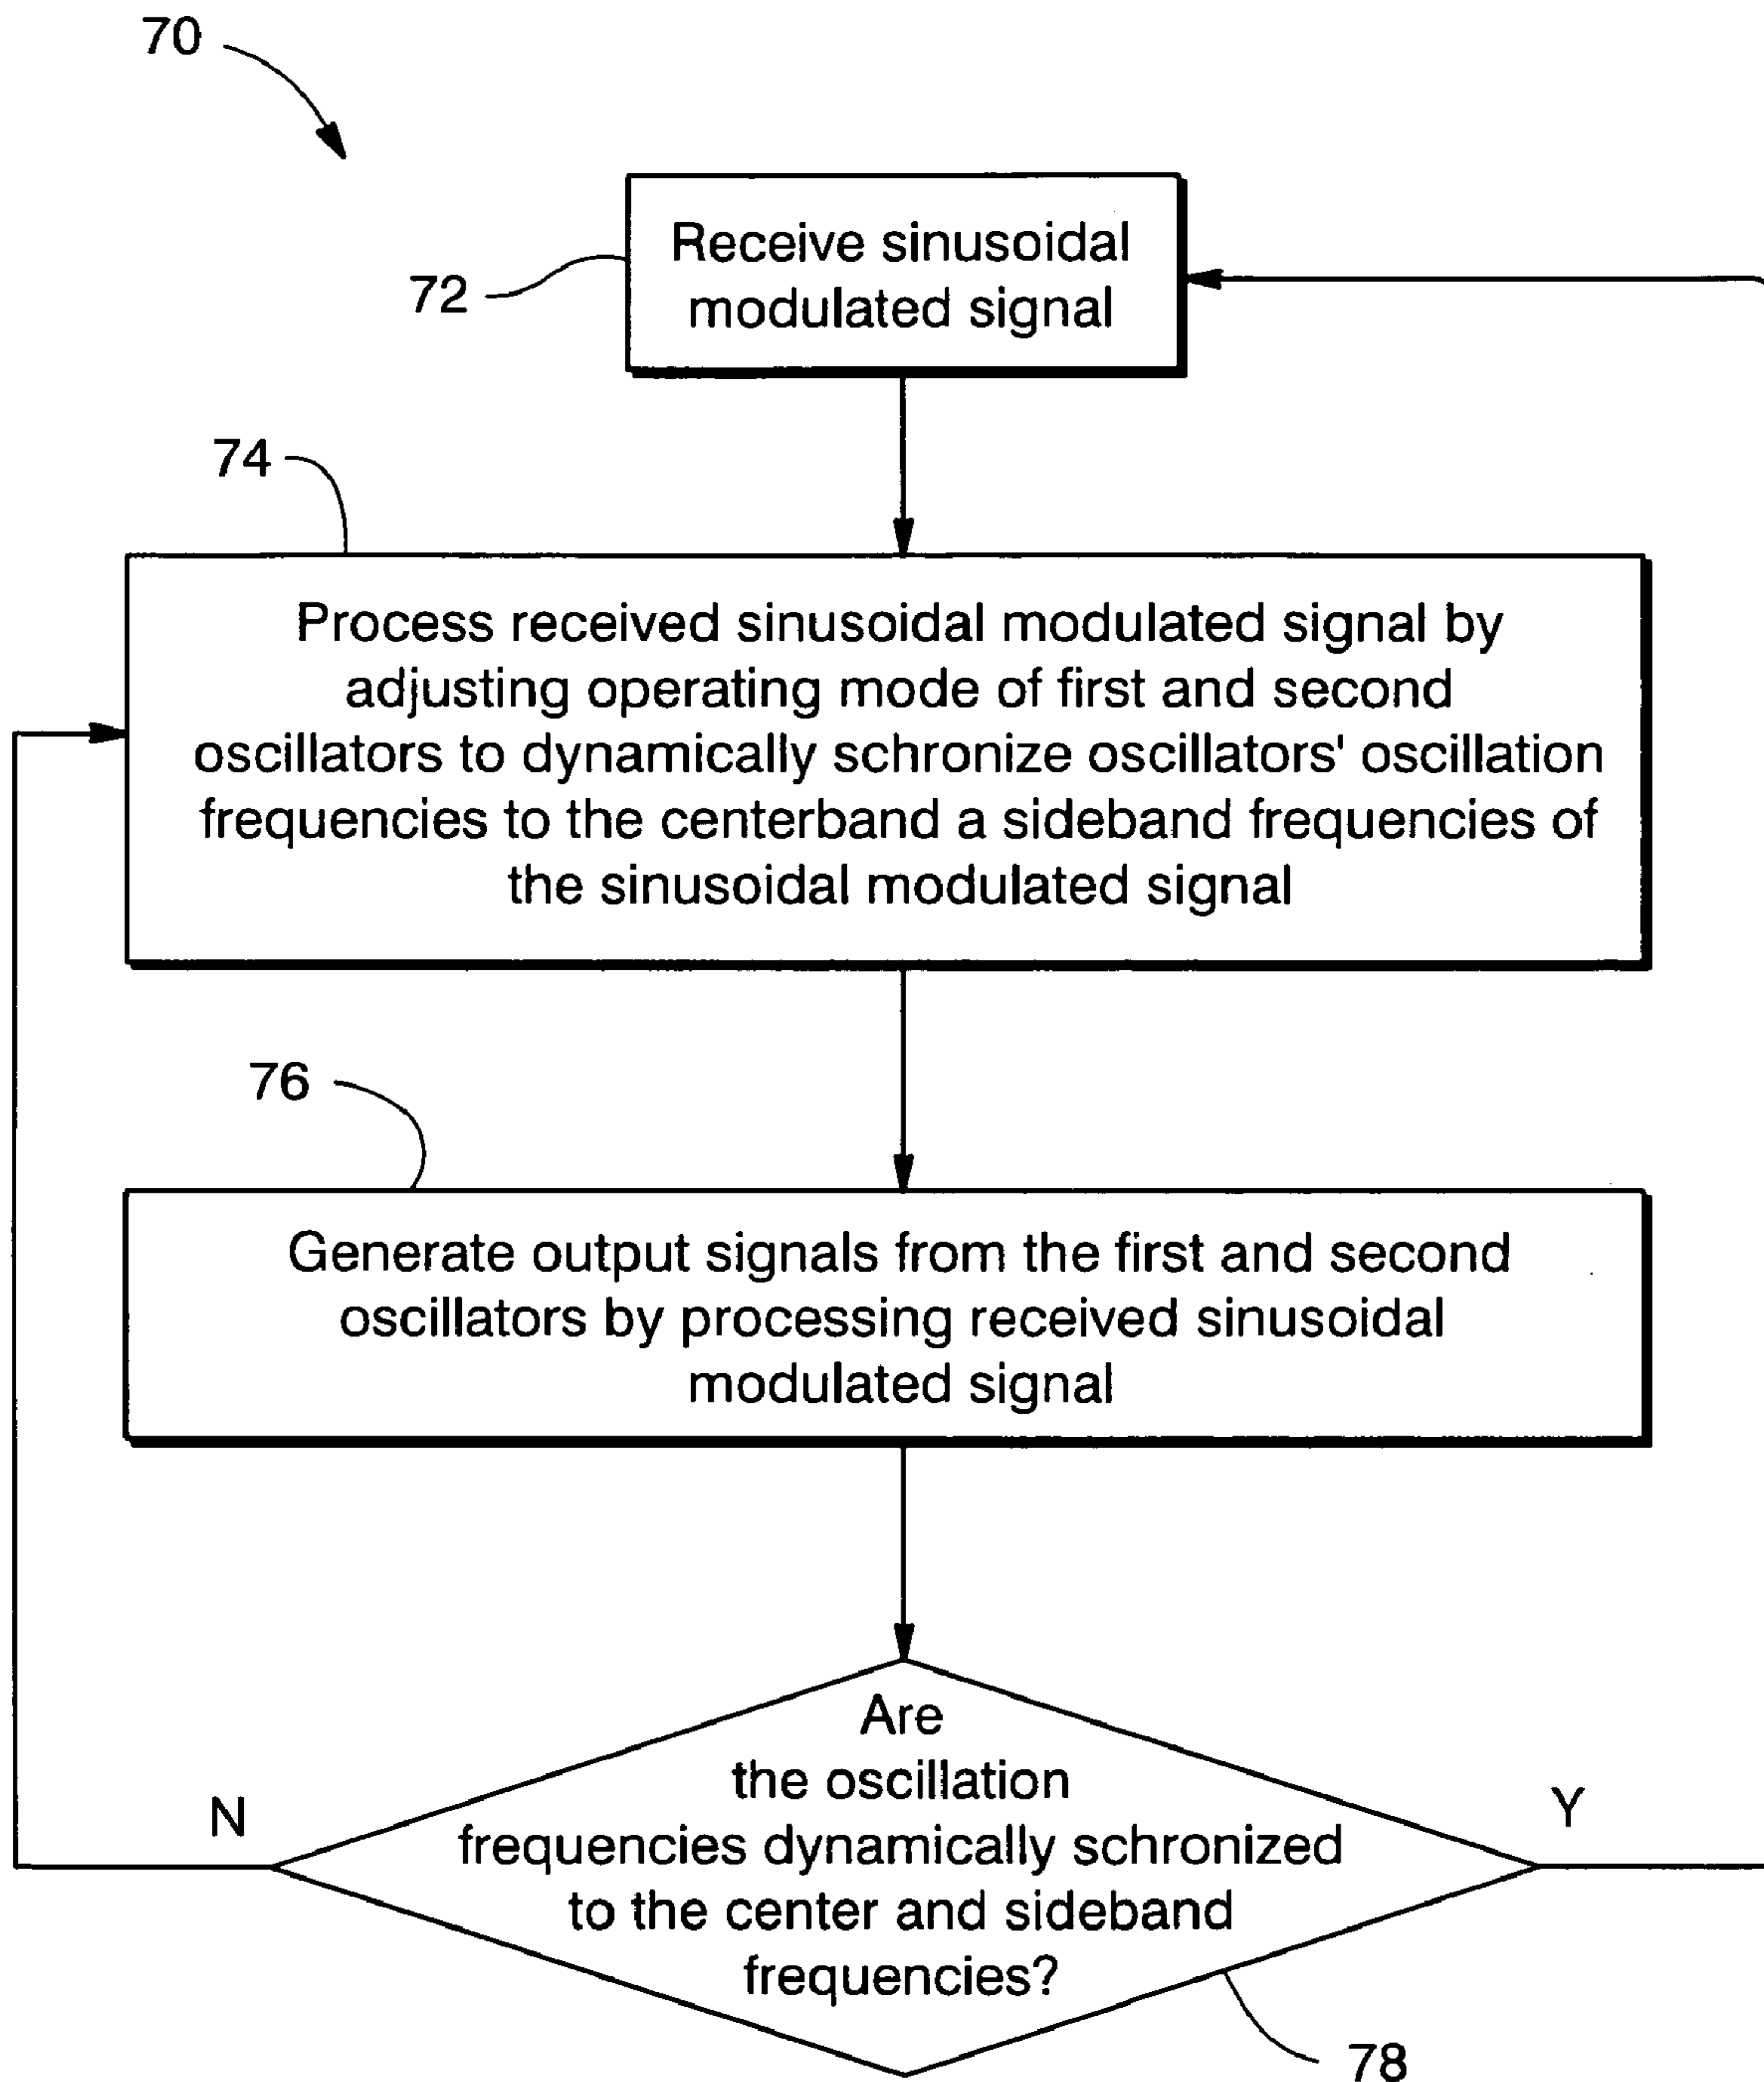 70
Receive sinusoidal
modulated signal
72
74
Process received sinusoidal modulated signal by
adjusting operating mode of first and second
oscillators to dynamically schronize oscillators' oscillation
frequencies to the centerband a sideband frequencies of
the sinusoidal modulated signal
76
Generate output signals from the first and second
oscillators by processing received sinusoidal
modulated signal
Are
the oscillation
frequencies dynamically schronized
to the center and sideband
frequencies?
N
Y
78